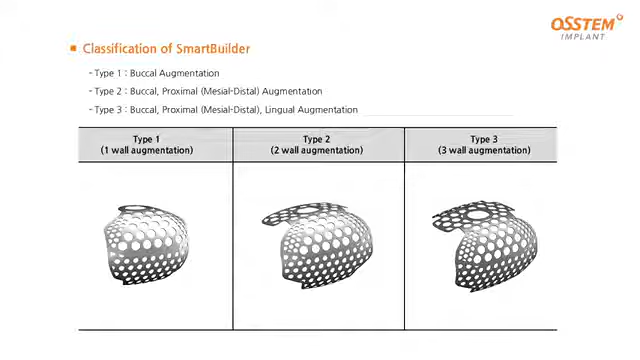 OSSTEM
IMPLANT
Classification of SmartBuilder
- Type 1 : Buccal Augmentation
- Type 2 : Buccal, Proximal (Mesial-Distal) Augmentation
- Type 3 : Buccal, Proximal (Mesial-Distal), Lingual Augmentation
Type 1
(1 wall augmentation)
Type 2
(2 wall augmentation)
Type 3
(3 wall augmentation)